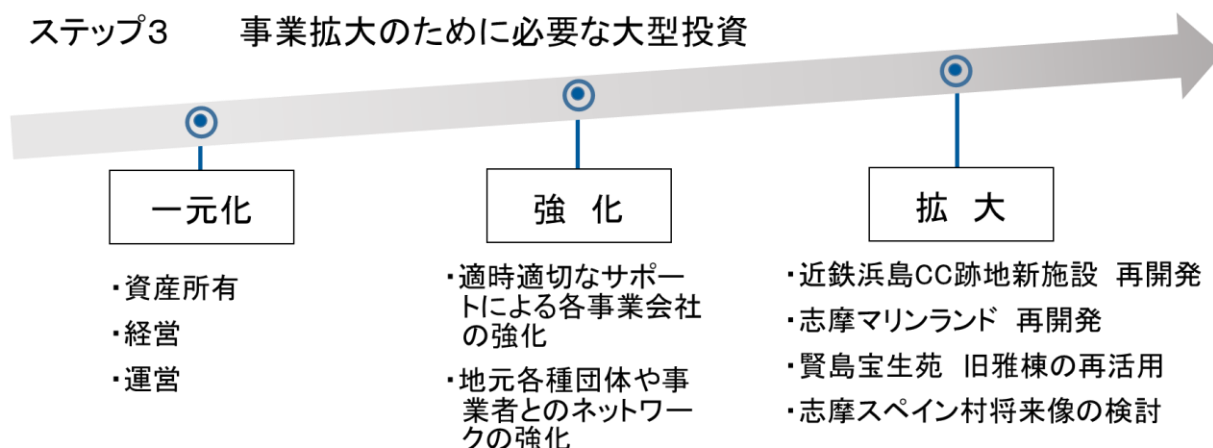 ステップ3 事業拡大のために必要な大型投資
一元化
・資産所有
・経営
・運営
強 化
・適時適切なサポー
トによる各事業会社
の強化
・地元各種団体や事
業者とのネットワー
クの強化
拡 大
・近鉄浜島CC跡地新施設 再開発
・志摩マリンランド 再開発
・賢島宝生苑 旧雅棟の再活用
・志摩スペイン村将来像の検討